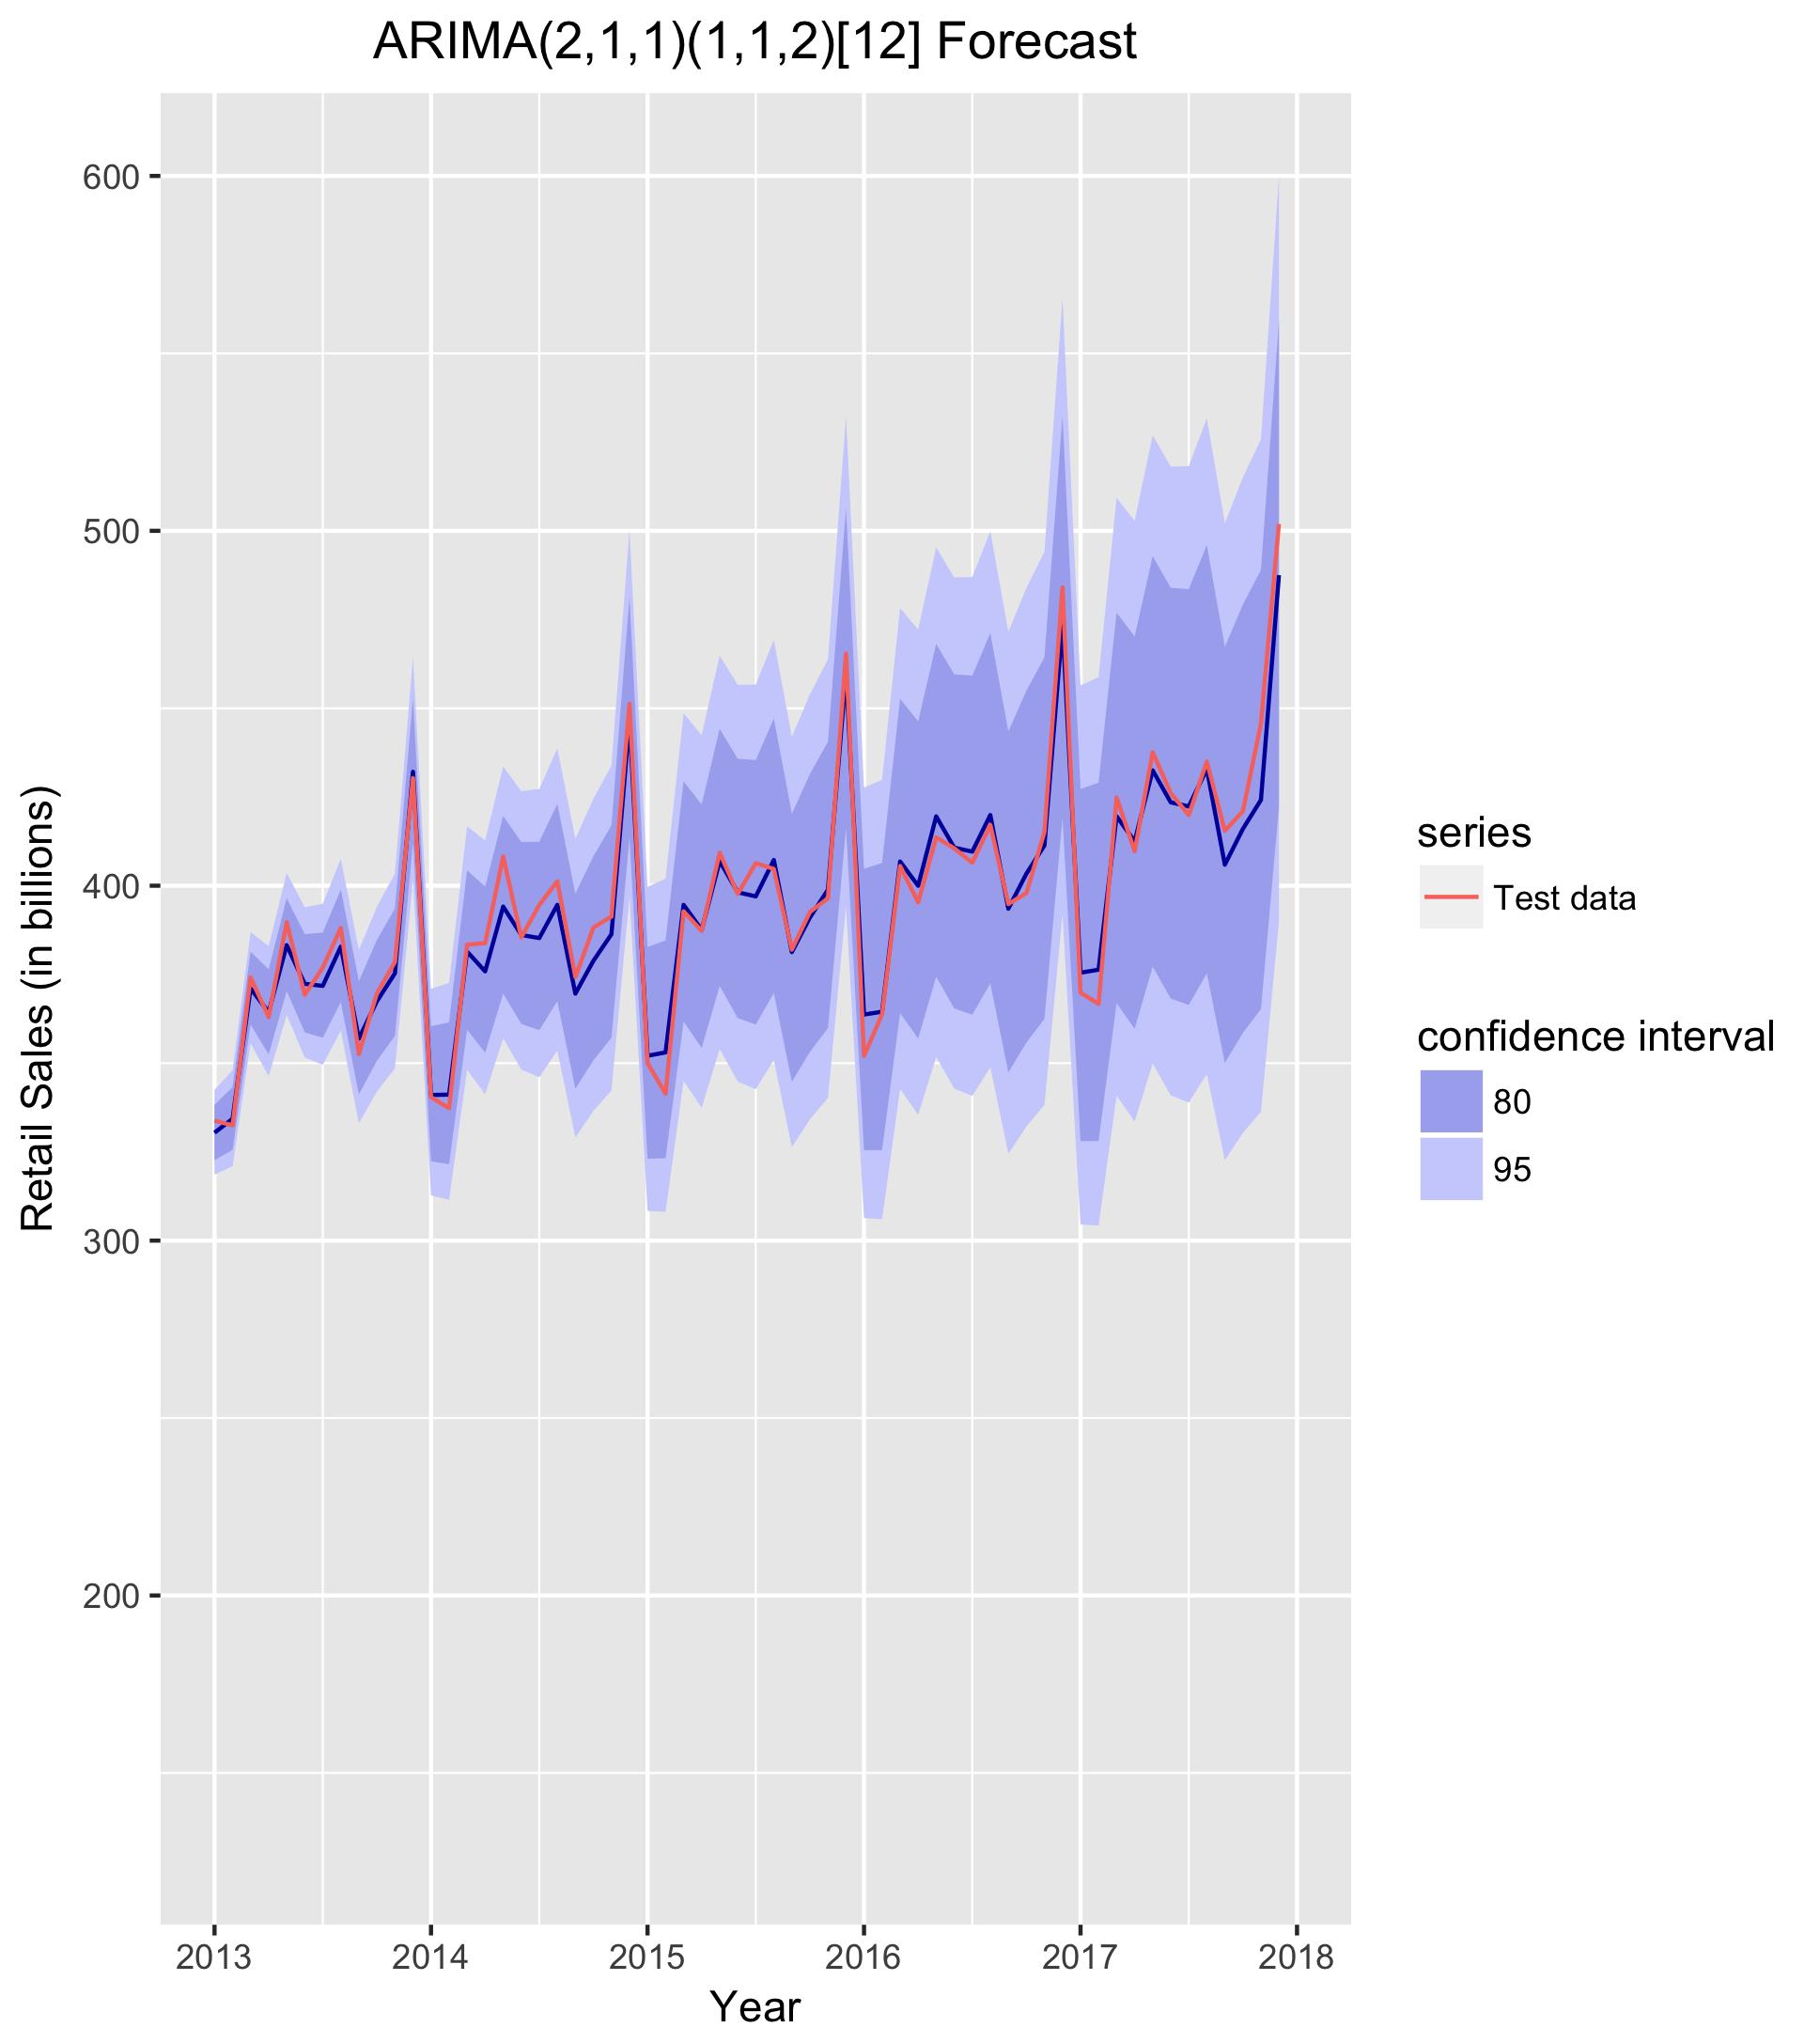 ARIMA(2,1,1)(1,1,2)[12] Forecast
600
500
400
300
200
Retail Sales (in billions)
2013 2014 2015 2016 2017 2018
Year
series
Test data
confidence interval
80
95